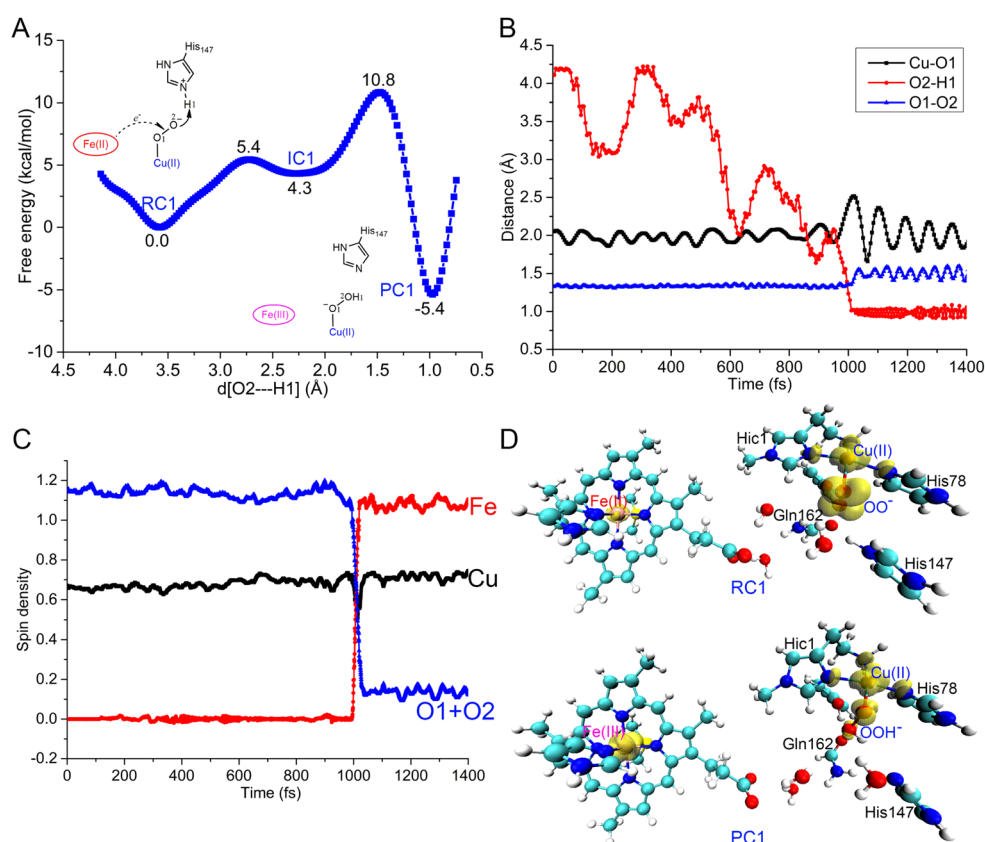 A
15
10
5
0
-5
-10
Free energy (kcal/mol)
4.5 4.0 3.5 3.0 2.5 2.0 1.5 1.0 0.5
d[O2---H1] (Å)
His147
HN
N
+
H1
e-
O
2-
O1
Fe(II)
Cu(II)
RC1
0.0
5.4
IC1
4.3
10.8
PC1
-5.4
His147
HN
N
2OH1
-O1
Fe(III)
Cu(II)
B
4.5
4.0
3.5
3.0
2.5
2.0
1.5
1.0
0.5
Distance (Å)
0 200 400 600 800 1000 1200 1400
Time (fs)
Cu-O1
O2-H1
O1-O2
C
1.2
1.0
0.8
0.6
0.4
0.2
0.0
-0.2
Spin density
0 200 400 600 800 1000 1200 1400
Time (fs)
Fe
Cu
O1+O2
D
Hic1
Cu(II)
His78
Fe(II)
OO-
Gln162
His147
RC1
Hic1
Cu(II)
His78
Fe(III)
OOH-
Gln162
His147
PC1